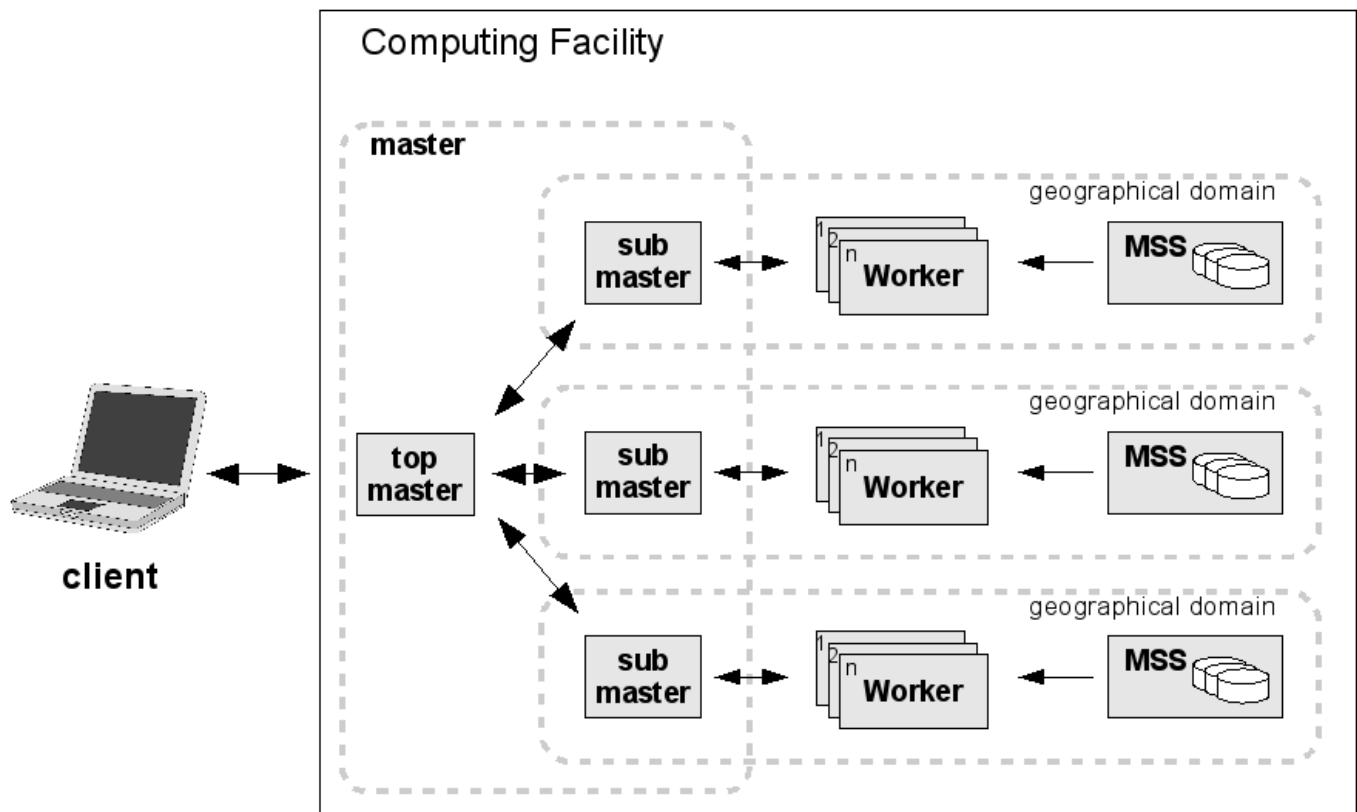 Computing Facility
master
geographical domain
sub
master
1
2
n
Worker
MSS
client
top
master
geographical domain
sub
master
1
2
n
Worker
MSS
geographical domain
sub
master
1
2
n
Worker
MSS